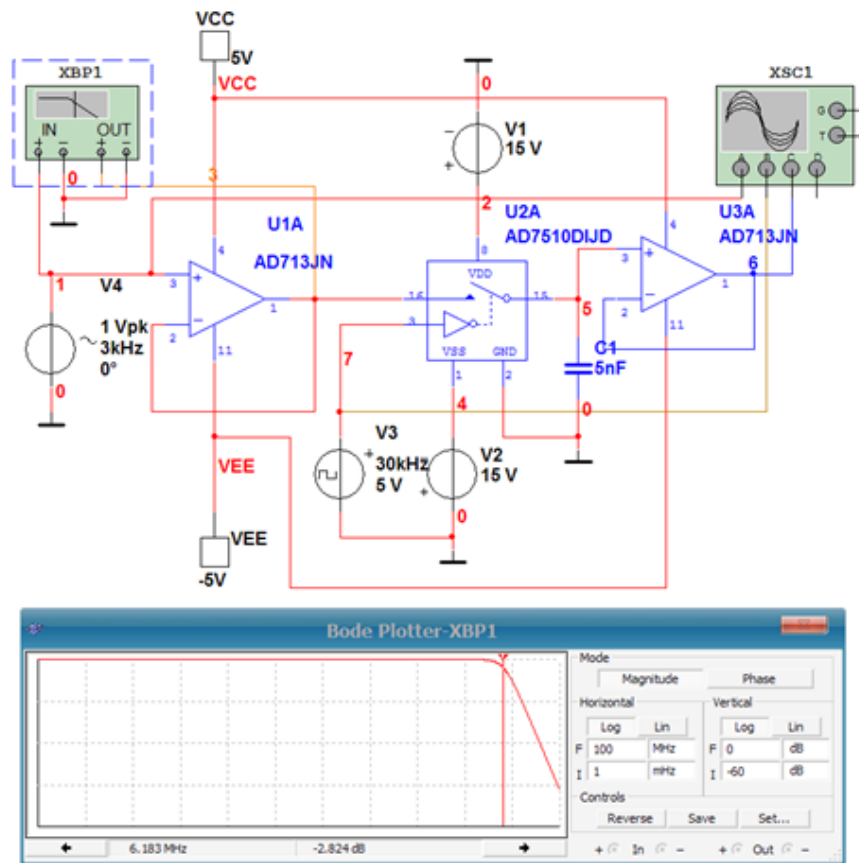 VCC
5V
VCC
XBP1
IN OUT
+ - + -
0
3
0
V1
15 V
2
XSC1
G
T
A B C D
U1A
AD713JN
U2A
AD7510DIJD
U3A
AD713JN
4
3
2
1
11
1
V4
1 Vpk
3kHz
0°
0
8
VDD
16
15
3
VSS
GND
1
2
7
4
5
C1
5nF
0
4
3
2
1
11
6
V3
30kHz
5 V
V2
15 V
0
VEE
VEE
-5V
Bode Plotter-XBP1
Mode
Magnitude Phase
Horizontal Vertical
Log Lin Log Lin
F 100 MHz F 0 dB
I 1 mHz I -60 dB
Controls
Reverse Save Set...
6.183 MHz -2.824 dB
+ In - + Out -